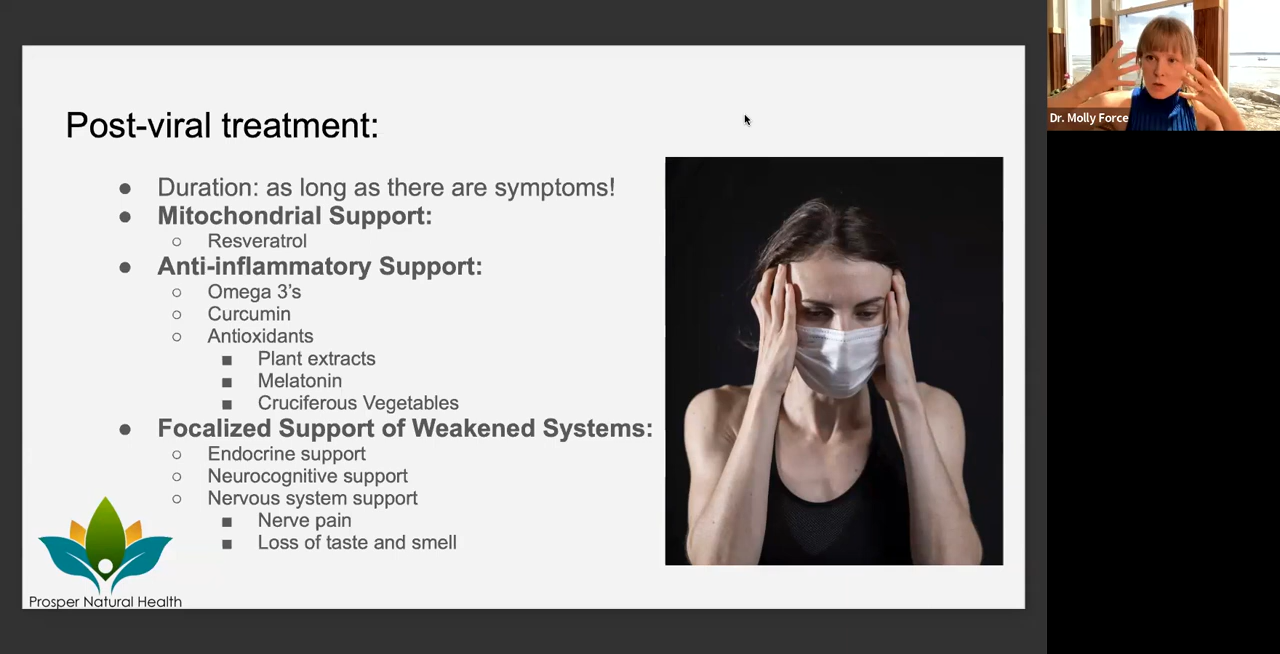 Post-viral treatment:
● Duration: as long as there are symptoms!
● Mitochondrial Support:
○ Resveratrol
● Anti-inflammatory Support:
○ Omega 3's
○ Curcumin
○ Antioxidants
■ Plant extracts
■ Melatonin
■ Cruciferous Vegetables
● Focalized Support of Weakened Systems:
○ Endocrine support
○ Neurocognitive support
○ Nervous system support
■ Nerve pain
■ Loss of taste and smell
Prosper Natural Health
Dr. Molly Force